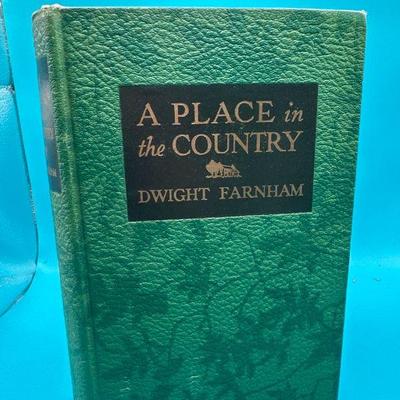 A PLACE in
the COUNTRY
DWIGHT FARNHAM